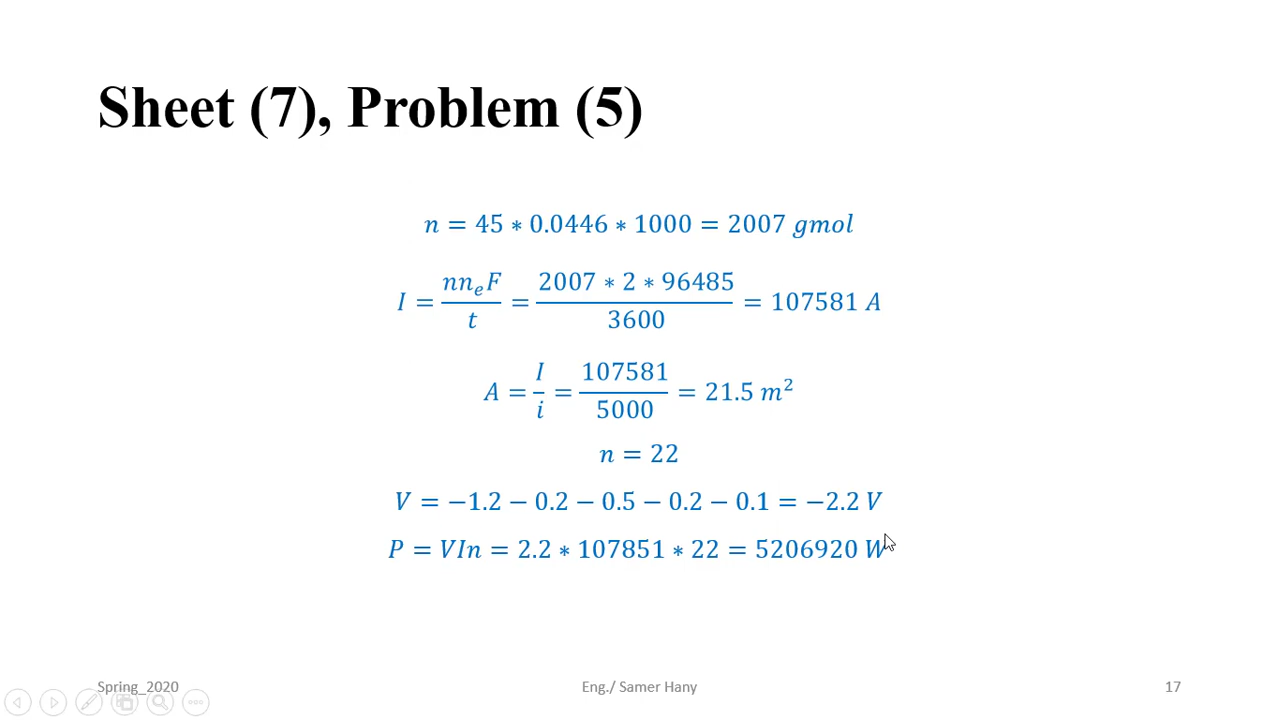 Sheet (7), Problem (5)
n = 45 ∗ 0.0446 ∗ 1000 = 2007 gmol
I = nn_eF / t = 2007 ∗ 2 ∗ 96485 / 3600 = 107581 A
A = I / i = 107581 / 5000 = 21.5 m²
n = 22
V = −1.2 − 0.2 − 0.5 − 0.2 − 0.1 = −2.2 V
P = VIn = 2.2 ∗ 107851 ∗ 22 = 5206920 W
Spring_2020 Eng./ Samer Hany 17